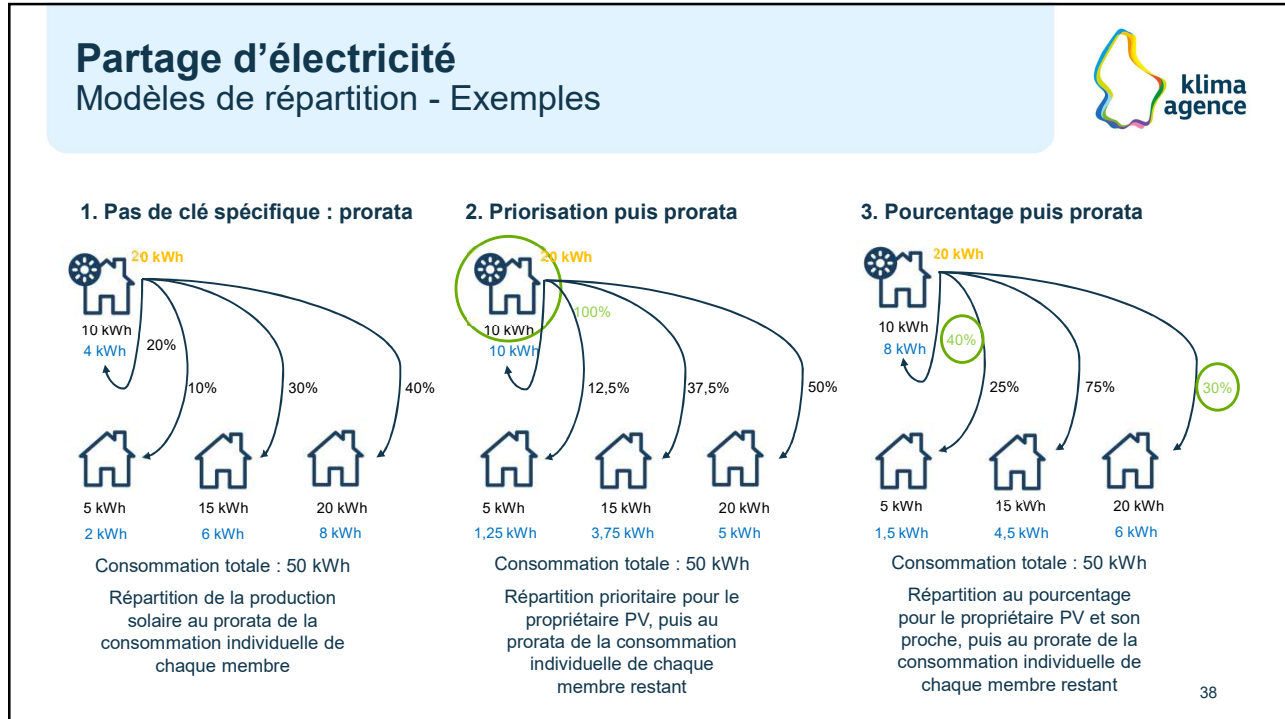 Partage d’électricité
Modèles de répartition - Exemples
klima
agence
1. Pas de clé spécifique : prorata
20 kWh
10 kWh
4 kWh
20%
10%
30%
40%
5 kWh
15 kWh
20 kWh
2 kWh
6 kWh
8 kWh
Consommation totale : 50 kWh
Répartition de la production
solaire au prorata de la
consommation individuelle de
chaque membre
2. Priorisation puis prorata
20 kWh
100%
10 kWh
10 kWh
12,5%
37,5%
50%
5 kWh
15 kWh
20 kWh
1,25 kWh
3,75 kWh
5 kWh
Consommation totale : 50 kWh
Répartition prioritaire pour le
propriétaire PV, puis au
prorata de la consommation
individuelle de chaque
membre restant
3. Pourcentage puis prorata
20 kWh
10 kWh
8 kWh
40%
25%
75%
30%
5 kWh
15 kWh
20 kWh
1,5 kWh
4,5 kWh
6 kWh
Consommation totale : 50 kWh
Répartition au pourcentage
pour le propriétaire PV et son
proche, puis au prorate de la
consommation individuelle de
chaque membre restant
38